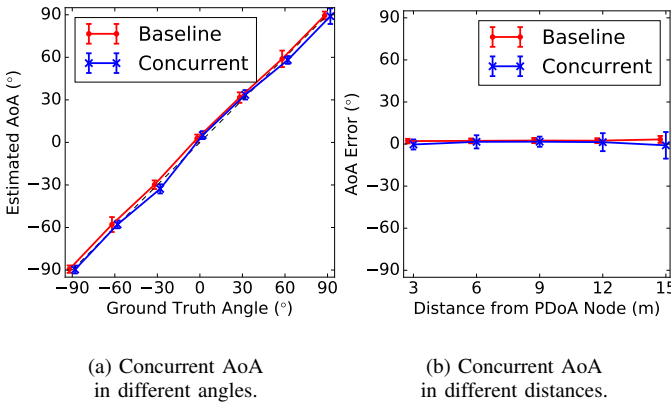 Baseline
Concurrent
90
60
30
0
−30
−60
−90
Estimated AoA (°)
−90 −60 −30 0 30 60 90
Ground Truth Angle (°)
(a) Concurrent AoA
in different angles.
Baseline
Concurrent
90
60
30
0
−30
−60
−90
AoA Error (°)
3 6 9 12 15
Distance from PDoA Node (m)
(b) Concurrent AoA
in different distances.